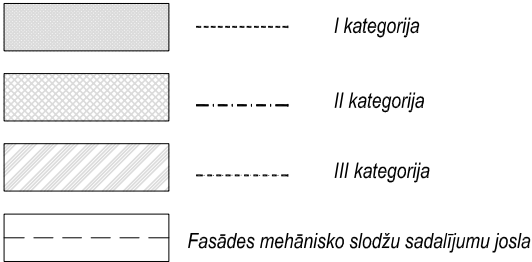 I kategorija
II kategorija
III kategorija
Fasādes mehānisko slodžu sadalījumu josla